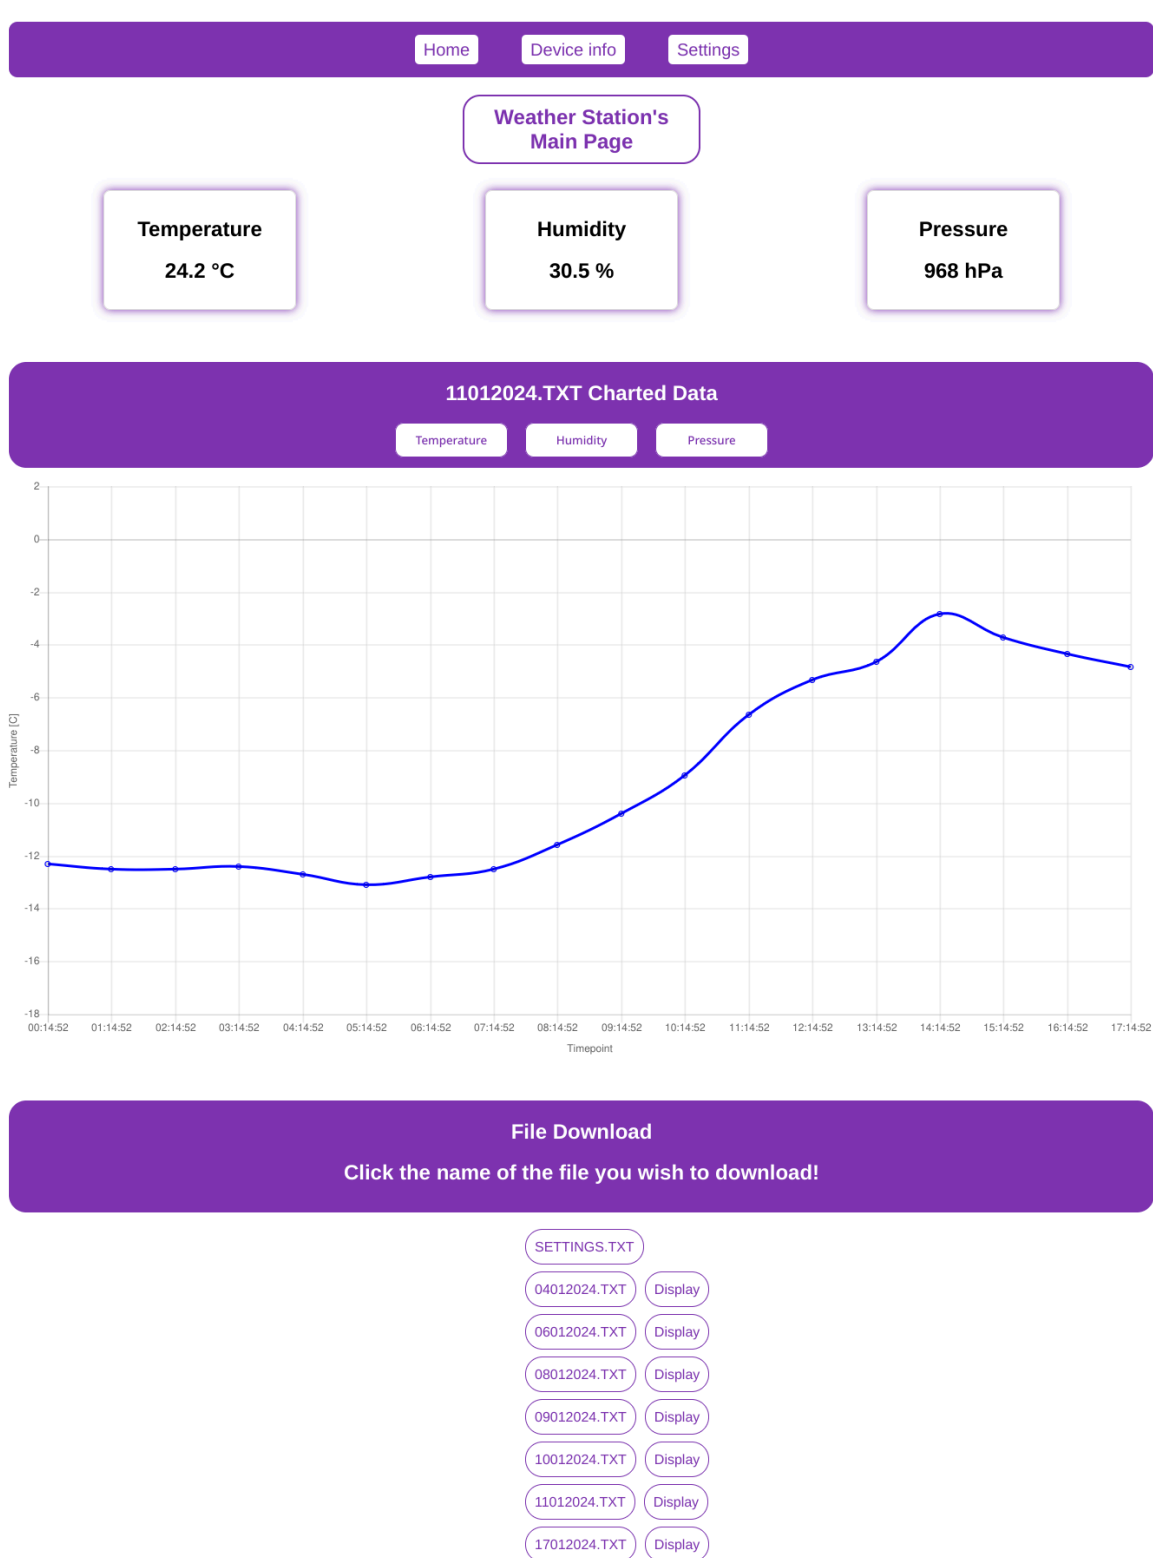 Home Device info Settings
Weather Station's
Main Page
Temperature Humidity Pressure
24.2 °C 30.5 % 968 hPa
11012024.TXT Charted Data
Temperature Humidity Pressure
2
0
-2
-4
-6
-8
-10
-12
-14
-16
-18
Temperature [C]
00:14:52 01:14:52 02:14:52 03:14:52 04:14:52 05:14:52 06:14:52 07:14:52 08:14:52 09:14:52 10:14:52 11:14:52 12:14:52 13:14:52 14:14:52 15:14:52 16:14:52 17:14:52
Timepoint
File Download
Click the name of the file you wish to download!
SETTINGS.TXT
04012024.TXT Display
06012024.TXT Display
08012024.TXT Display
09012024.TXT Display
10012024.TXT Display
11012024.TXT Display
17012024.TXT Display